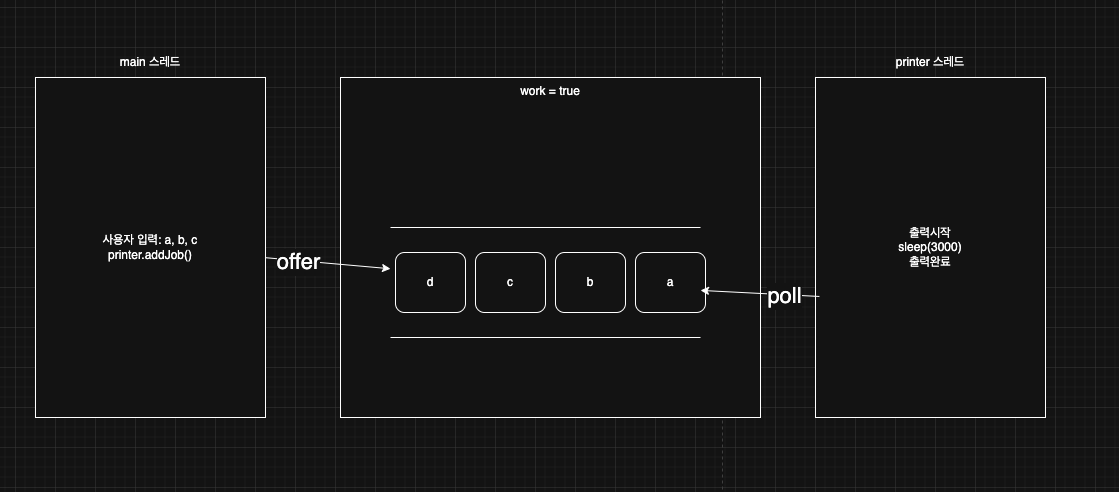 main 스레드
work = true
printer 스레드
사용자 입력: a, b, c
printer.addJob()
offer
d
c
b
a
poll
출력시작
sleep(3000)
출력완료